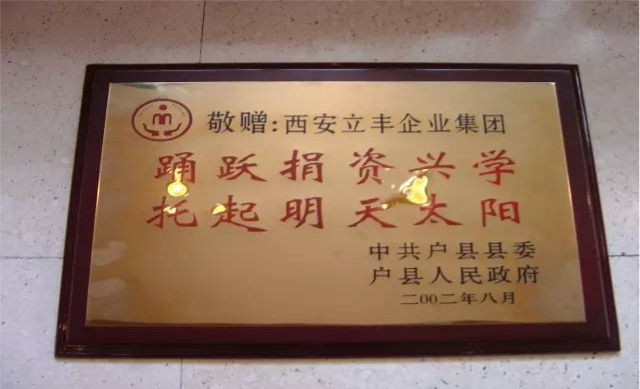 敬赠:西安立丰企业集团
踊跃捐资兴学
托起明天太阳
中共户县县委
户县人民政府
二00二年八月